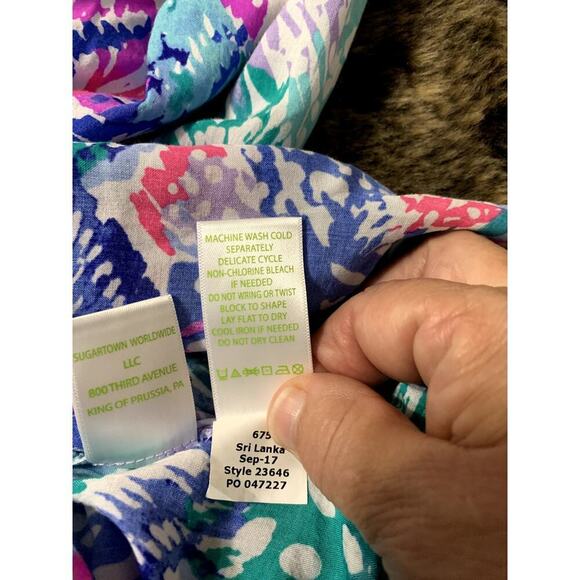 MACHINE WASH COLD
SEPARATELY
DELICATE CYCLE
NON-CHLORINE BLEACH
IF NEEDED
DO NOT WRING OR TWIST
BLOCK TO SHAPE
LAY FLAT TO DRY
COOL IRON IF NEEDED
DO NOT DRY CLEAN
SUGARTOWN WORLDWIDE
LLC
800 THIRD AVENUE
KING OF PRUSSIA, PA
675
Sri Lanka
Sep-17
Style 23646
PO 047227